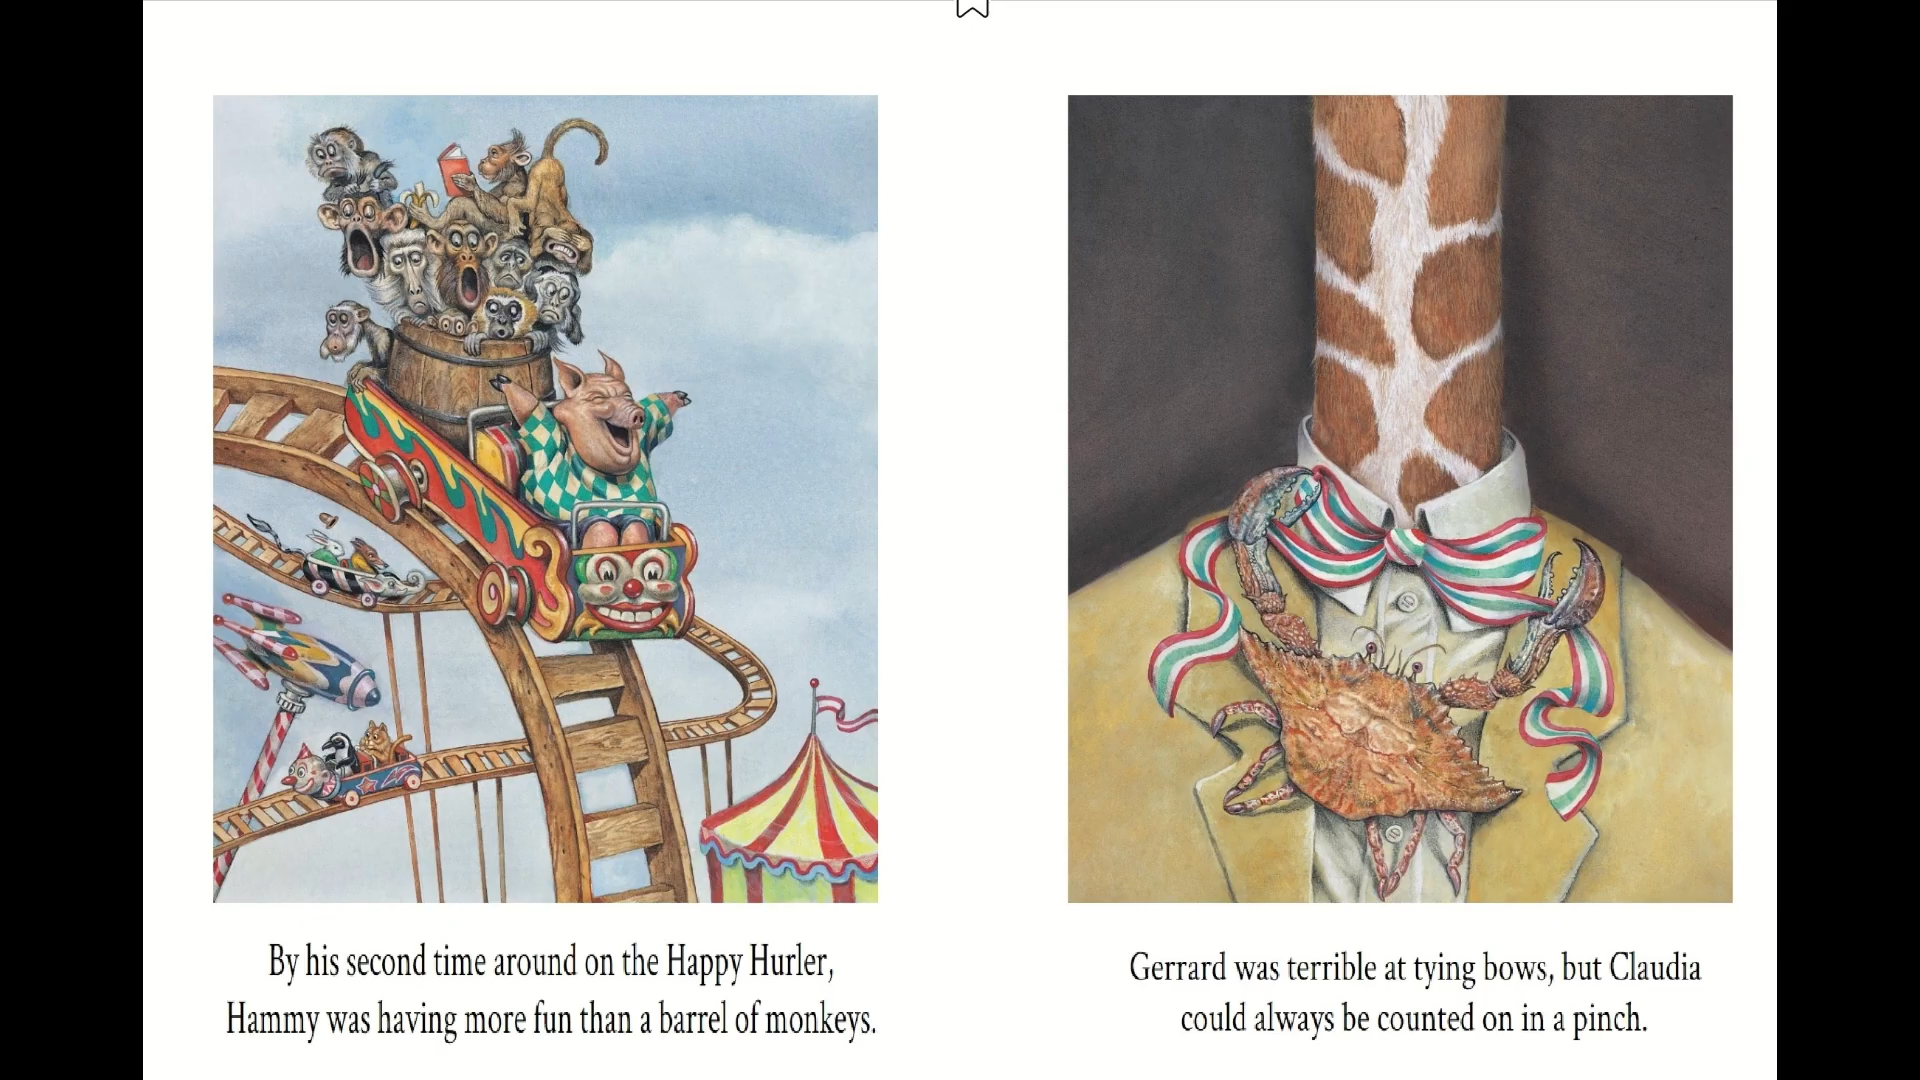 By his second time around on the Happy Hurler,
Hammy was having more fun than a barrel of monkeys.
Gerrard was terrible at tying bows, but Claudia
could always be counted on in a pinch.